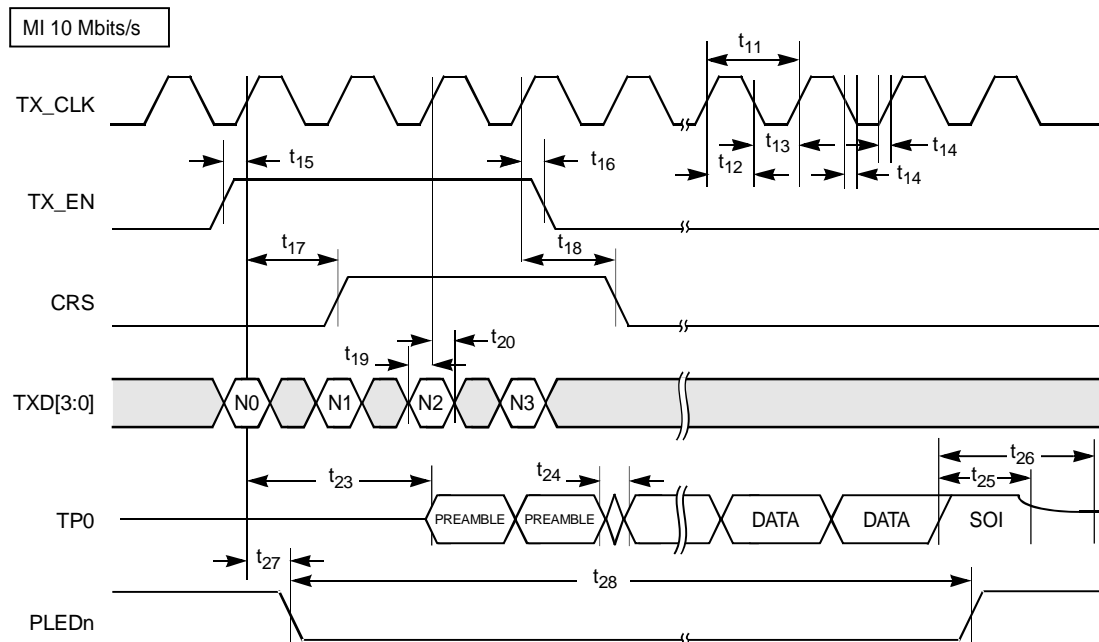 MI 10 Mbits/s
t11
TX_CLK
t15
t16
t13
t12
t14
t14
TX_EN
t17
t18
CRS
t19
t20
TXD[3:0]
N0
N1
N2
N3
t23
t24
t26
t25
TP0
PREAMBLE
PREAMBLE
DATA
DATA
SOI
t27
t28
PLEDn